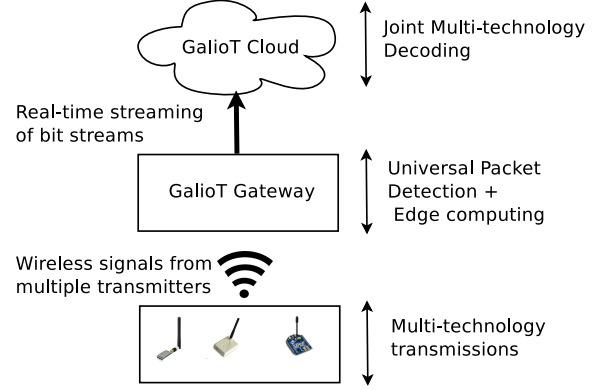 GalioT Cloud
Joint Multi-technology
Decoding
Real-time streaming
of bit streams
GalioT Gateway
Universal Packet
Detection +
Edge computing
Wireless signals from
multiple transmitters
Multi-technology
transmissions